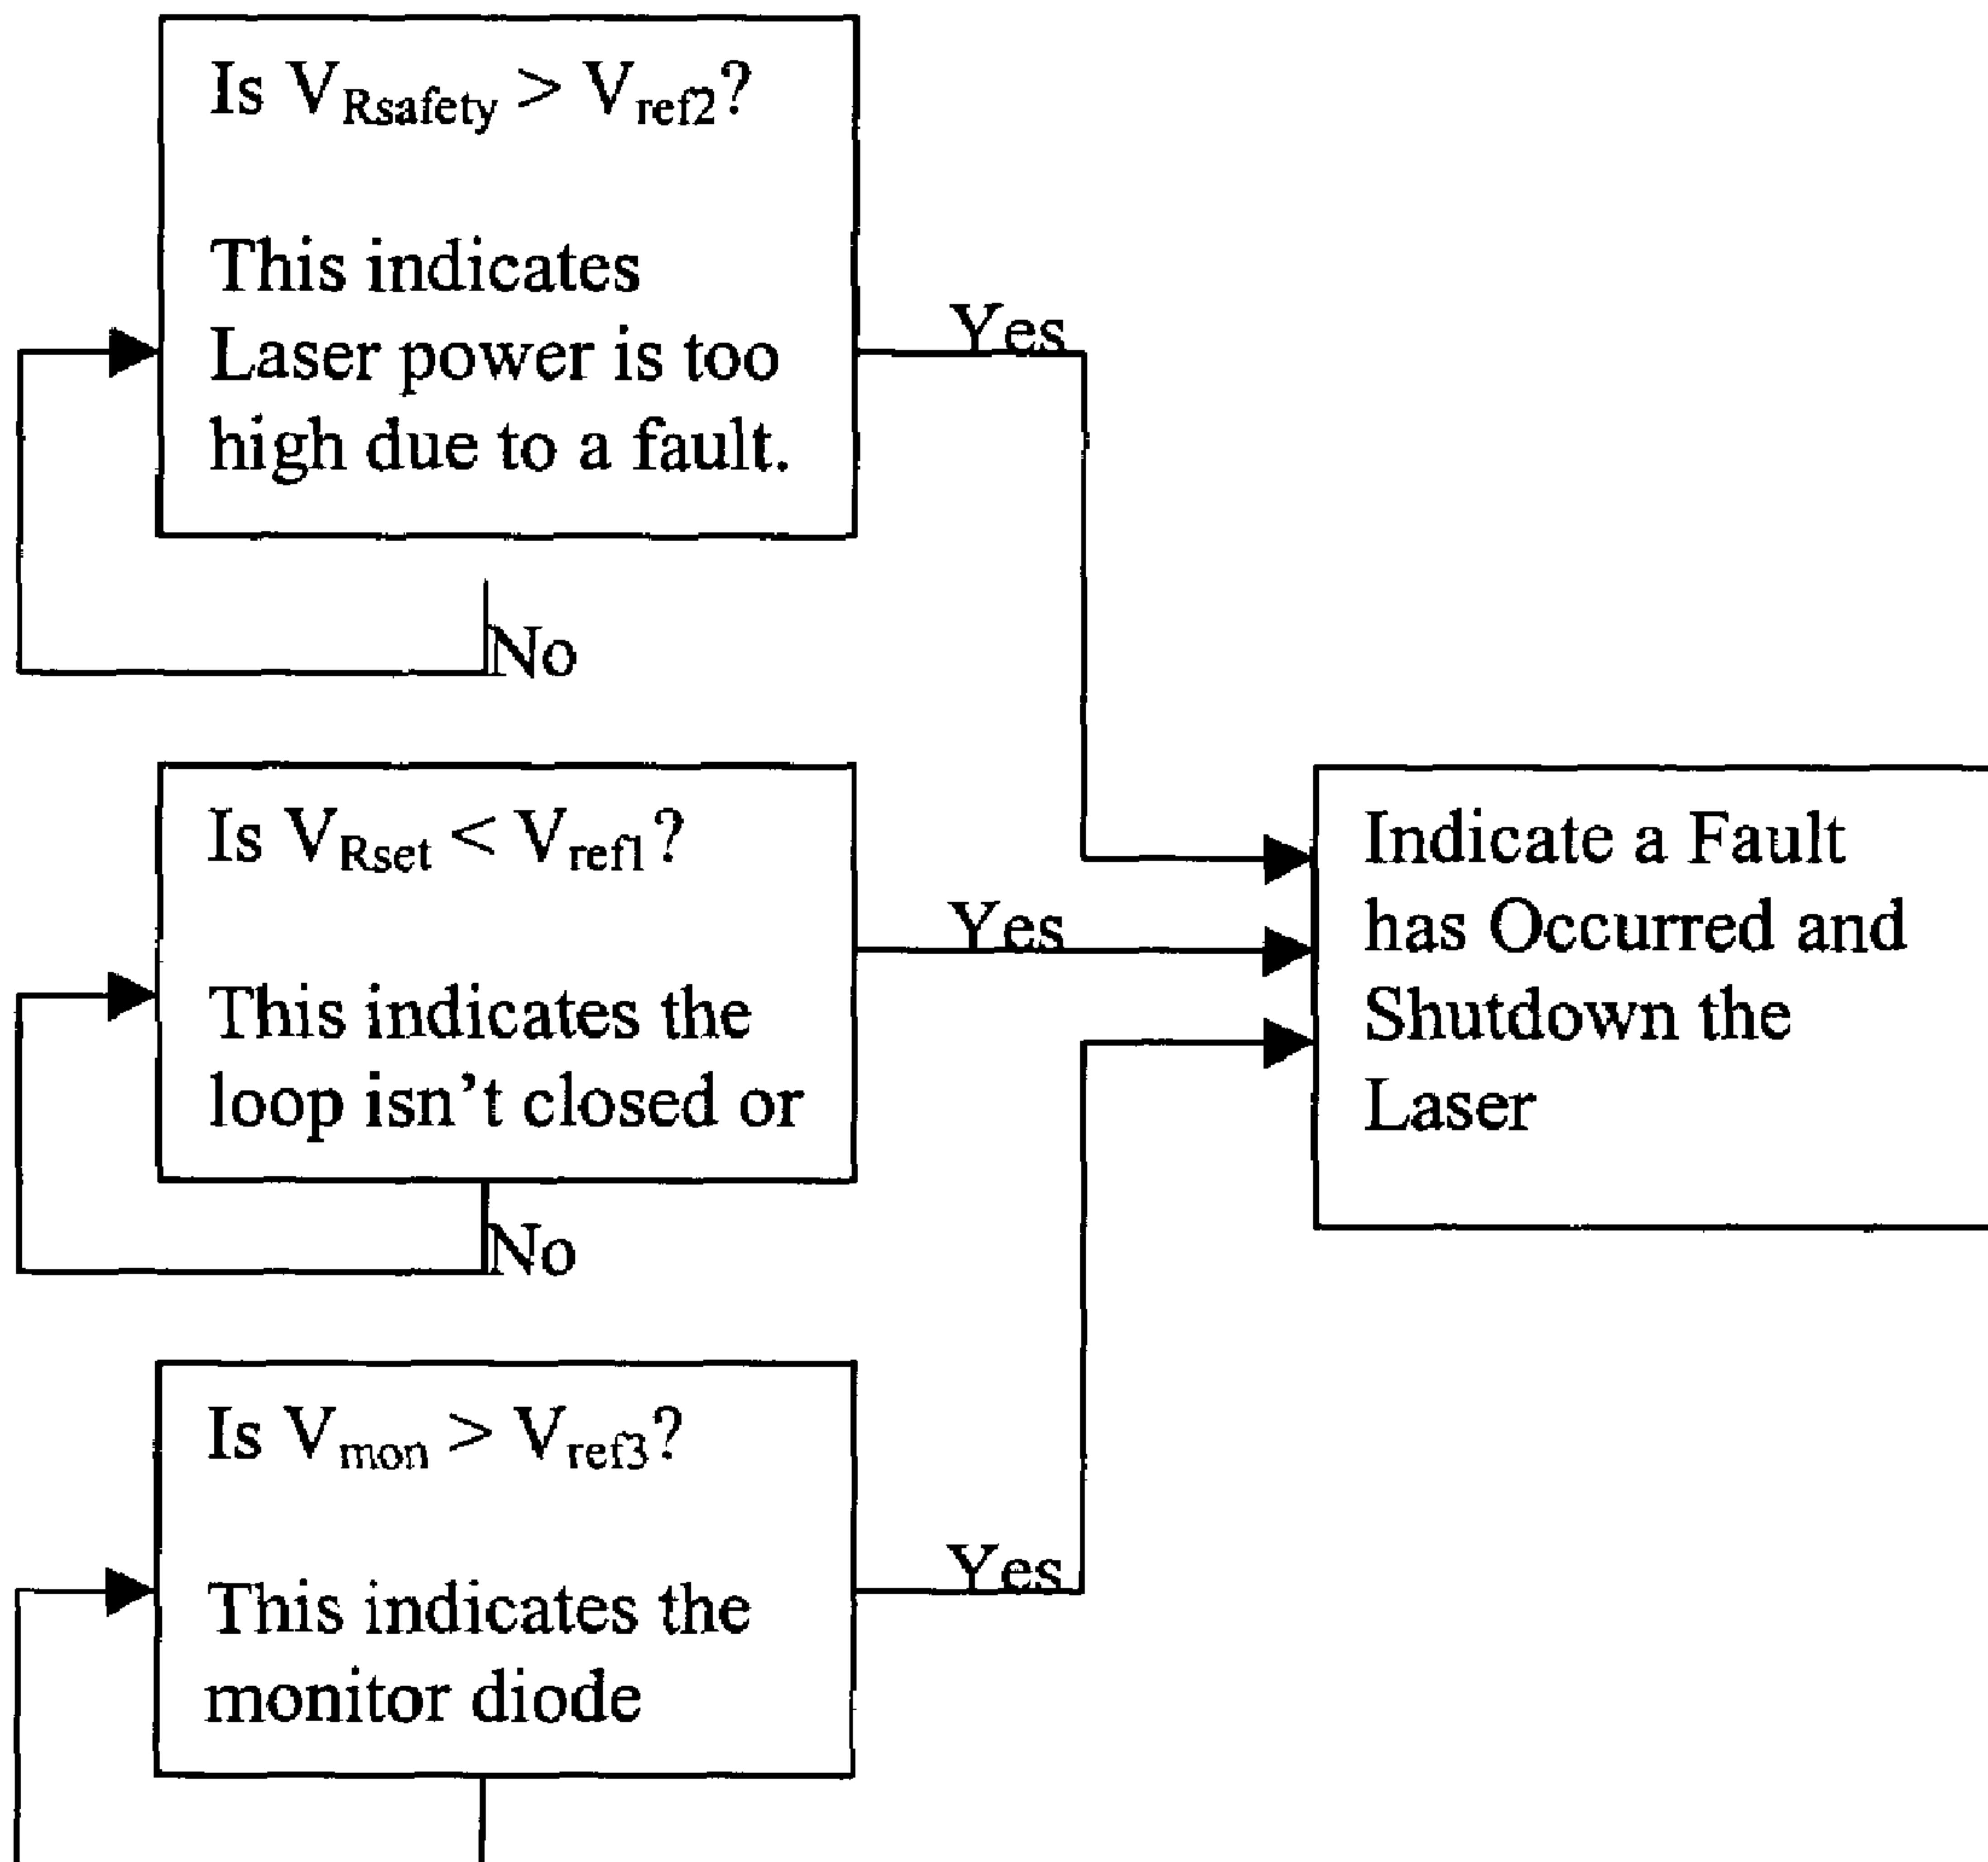 Is V_Rsafety > V_ref2?
This indicates
Laser power is too
high due to a fault.
Yes
No
Is V_Rset < V_ref1?
This indicates the
loop isn't closed or
Yes
No
Is V_mon > V_ref3?
This indicates the
monitor diode
Yes
Indicate a Fault
has Occurred and
Shutdown the
Laser